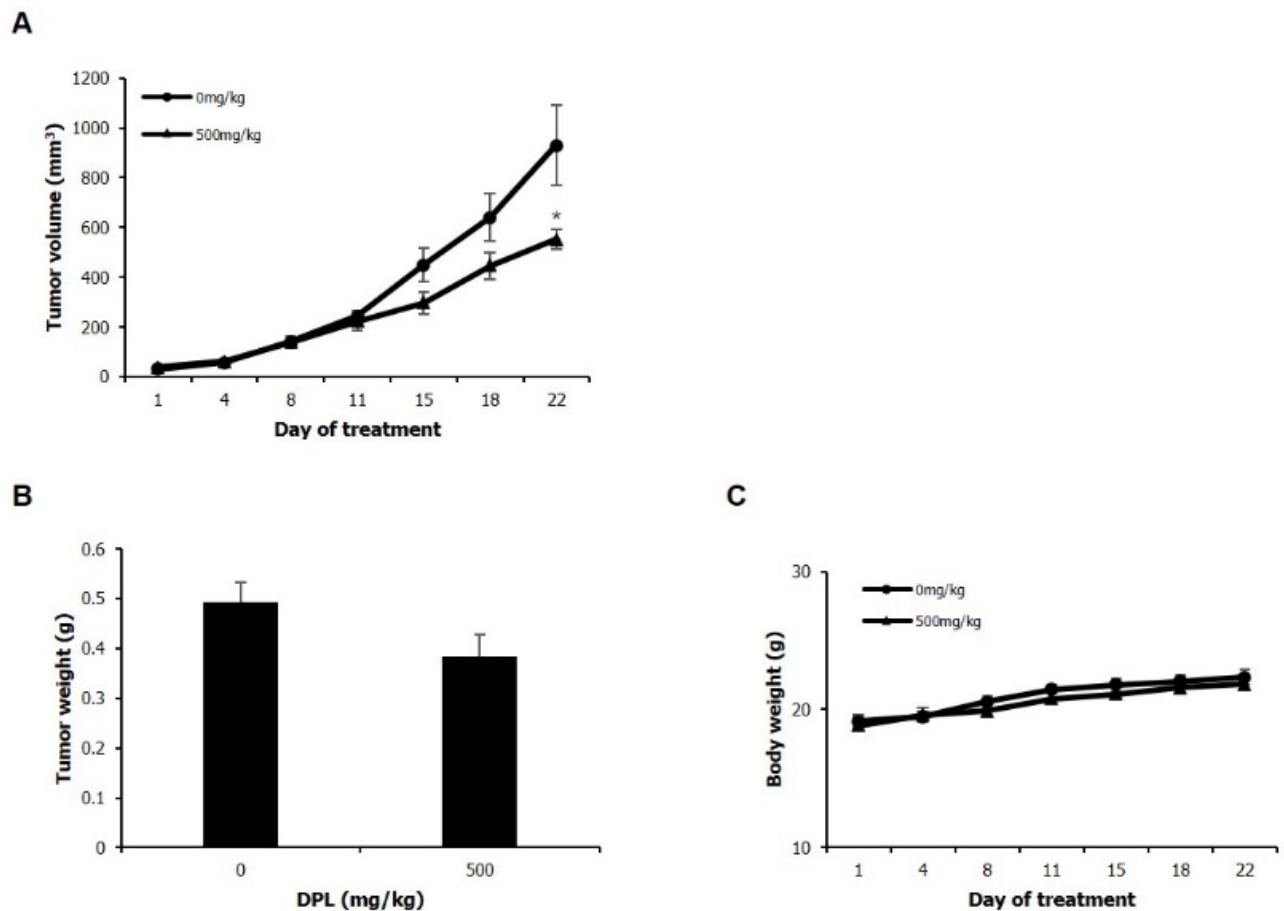 A
1200
1000
800
600
400
200
0
Tumor volume (mm³)
0mg/kg
500mg/kg
*
1 4 8 11 15 18 22
Day of treatment
B
0.6
0.5
0.4
0.3
0.2
0.1
0
Tumor weight (g)
0 500
DPL (mg/kg)
C
30
20
10
Body weight (g)
0mg/kg
500mg/kg
1 4 8 11 15 18 22
Day of treatment